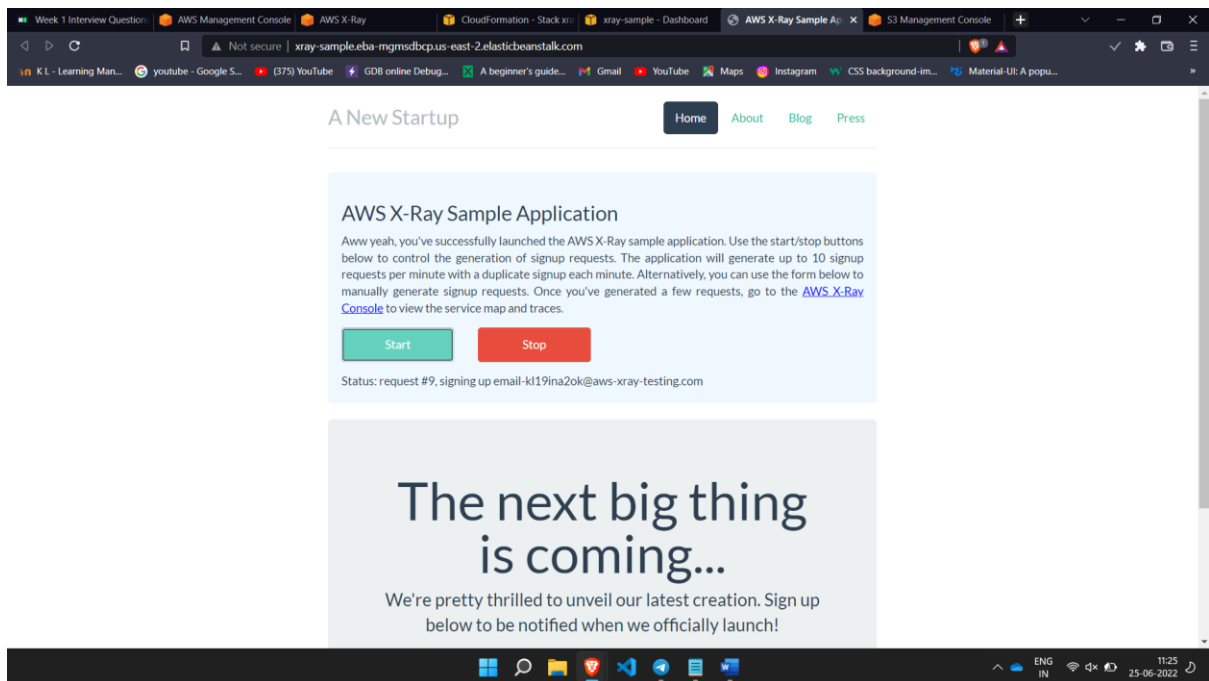 Week 1 Interview Question
AWS Management Console
AWS X-Ray
CloudFormation - Stack xra
xray-sample - Dashboard
AWS X-Ray Sample Ap
S3 Management Console
Not secure | xray-sample.eba-mgmsdbcp.us-east-2.elasticbeanstalk.com
K L - Learning Man...
youtube - Google S...
(375) YouTube
GDB online Debug...
A beginner's guide...
Gmail
YouTube
Maps
Instagram
CSS background-im...
Material-UI: A popu...
A New Startup
Home
About
Blog
Press
AWS X-Ray Sample Application
Aww yeah, you've successfully launched the AWS X-Ray sample application. Use the start/stop buttons
below to control the generation of signup requests. The application will generate up to 10 signup
requests per minute with a duplicate signup each minute. Alternatively, you can use the form below to
manually generate signup requests. Once you've generated a few requests, go to the AWS X-Ray
Console to view the service map and traces.
Start
Stop
Status: request #9, signing up email-kl19ina2ok@aws-xray-testing.com
The next big thing
is coming...
We're pretty thrilled to unveil our latest creation. Sign up
below to be notified when we officially launch!
ENG
IN
11:25
25-06-2022